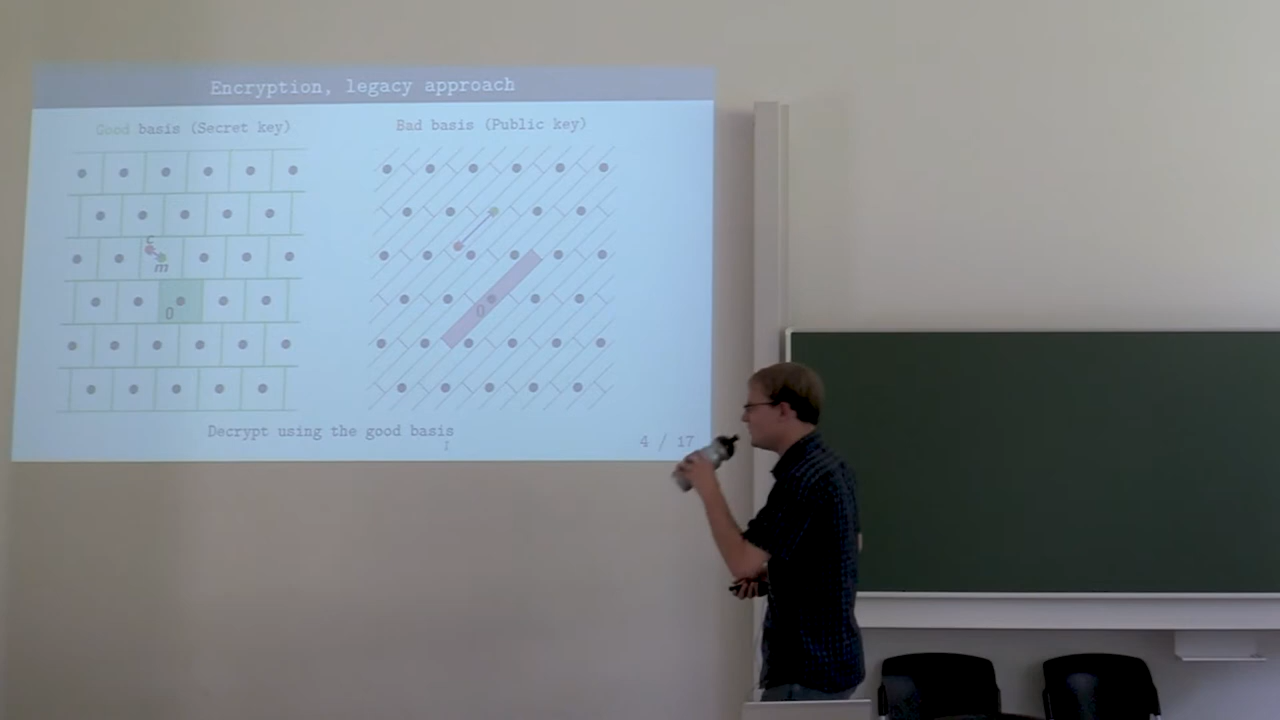 Encryption, legacy approach
Good basis (Secret key)
Bad basis (Public key)
c
m
0
0
Decrypt using the good basis
4 / 17